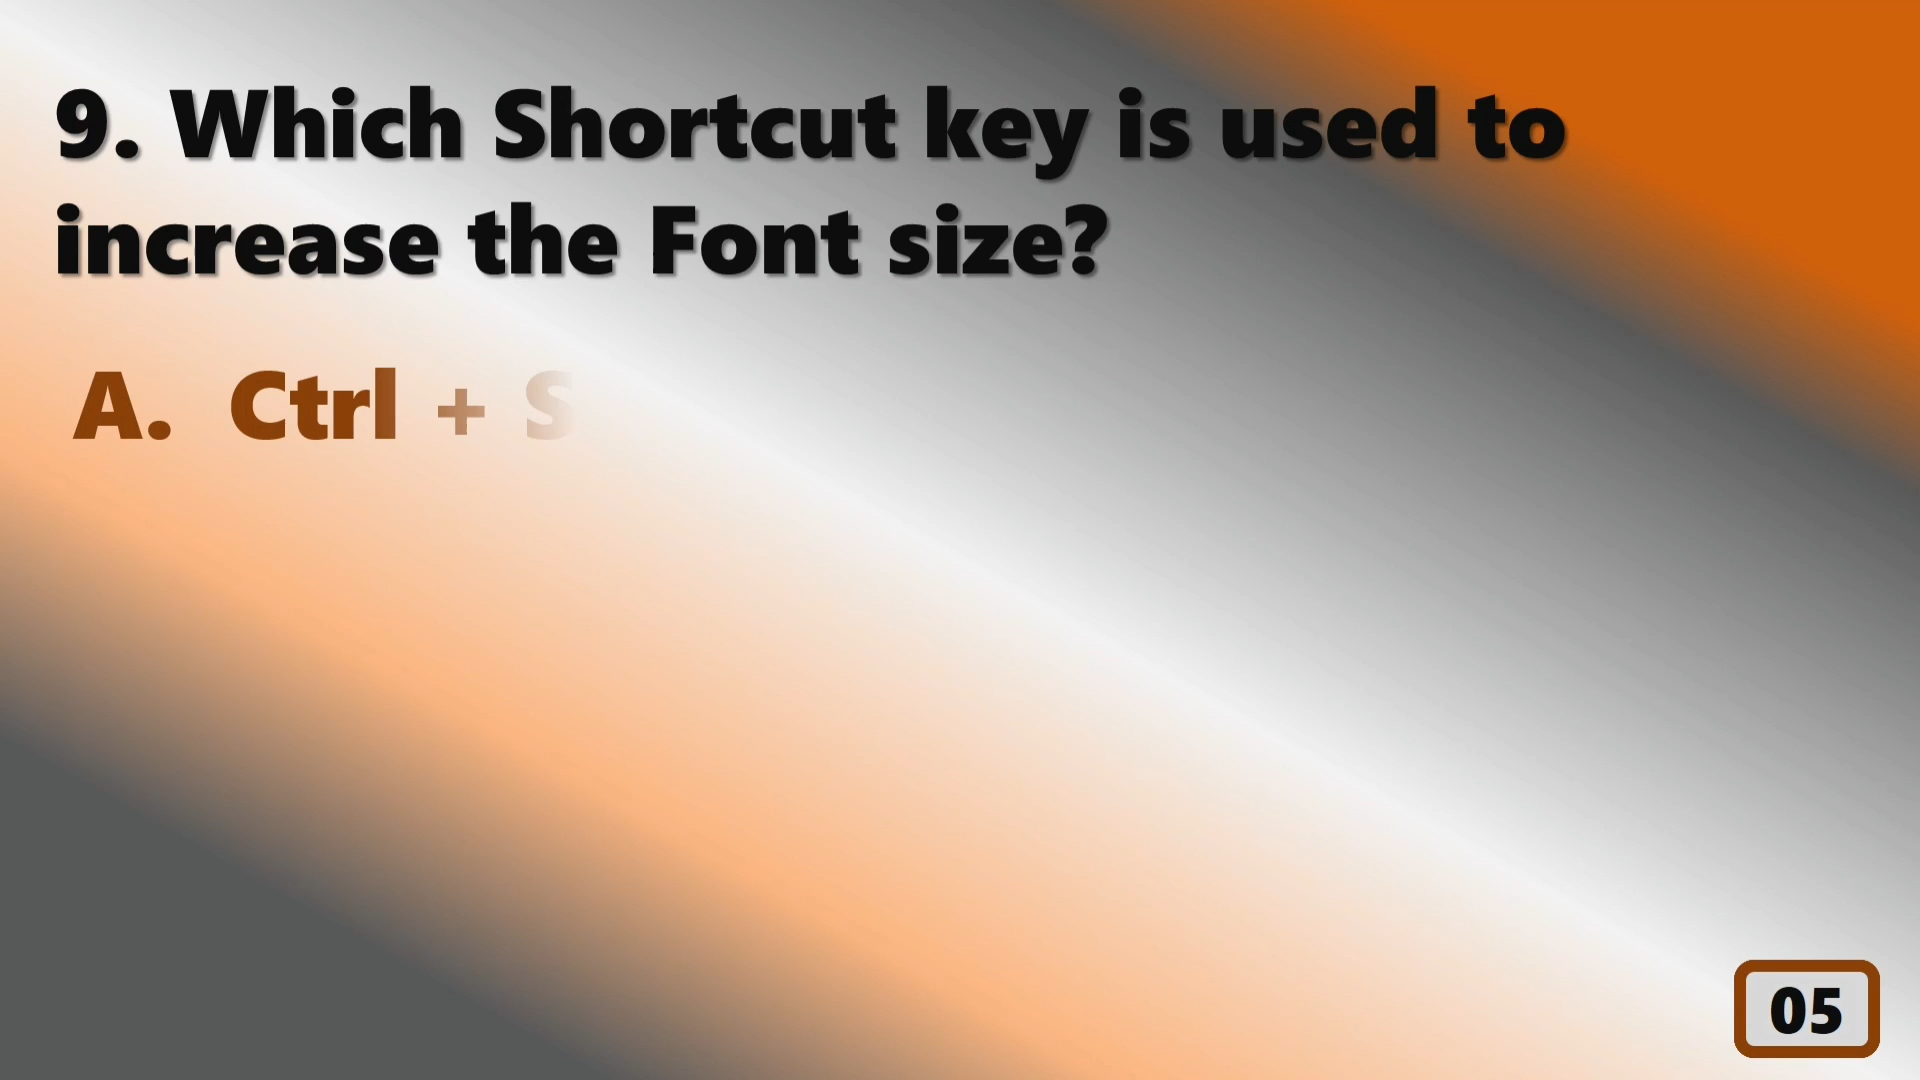 9. Which Shortcut key is used to
increase the Font size?
A. Ctrl + S
05